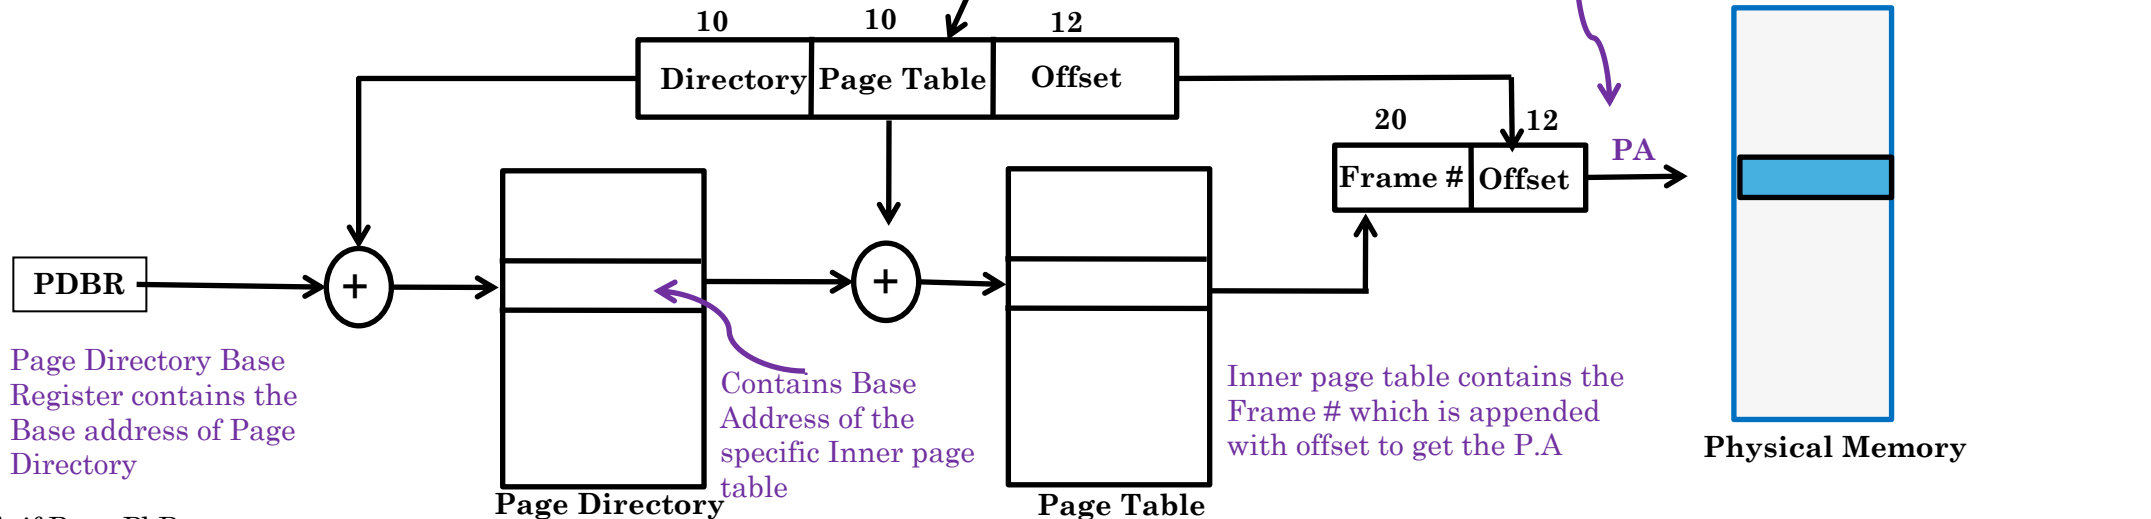 10 10 12
Directory Page Table Offset
20 12
PA
Frame # Offset
PDBR
+ +
Page Directory Base
Register contains the
Base address of Page
Directory
Contains Base
Address of the
specific Inner page
table
Inner page table contains the
Frame # which is appended
with offset to get the P.A
Physical Memory
Page Directory
Page Table